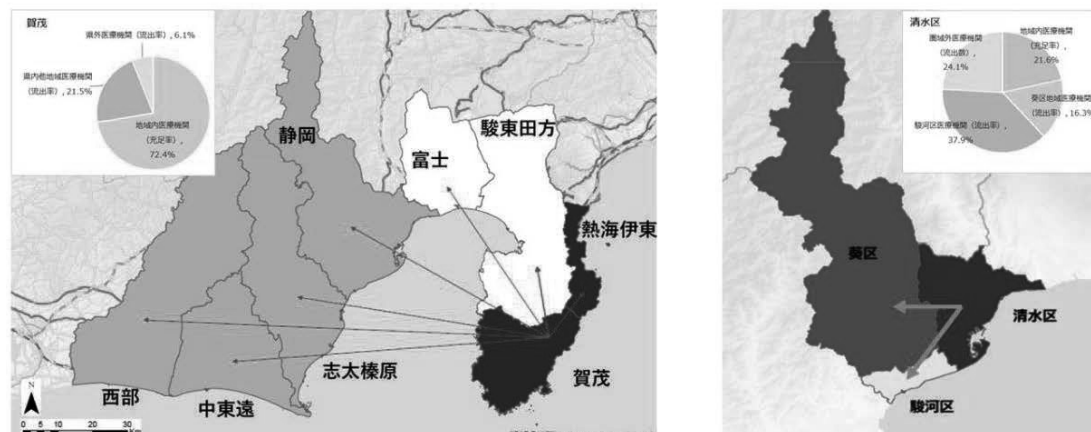 賀茂
県外医療機関（流出率）, 6.1%
県内他地域医療機関
（流出率）, 21.5%
地域内医療機関
（充足率）,
72.4%
静岡
富士
駿東田方
熱海伊東
志太榛原
賀茂
西部
中東遠
N
0 5 10 20 30
清水区
圏域外医療機関
（流出数）,
24.1%
地域内医療機関
（充足率）,
21.6%
葵区地域医療機関
（流出率）, 16.3%
駿河区医療機関（流出率）,
37.9%
葵区
清水区
駿河区